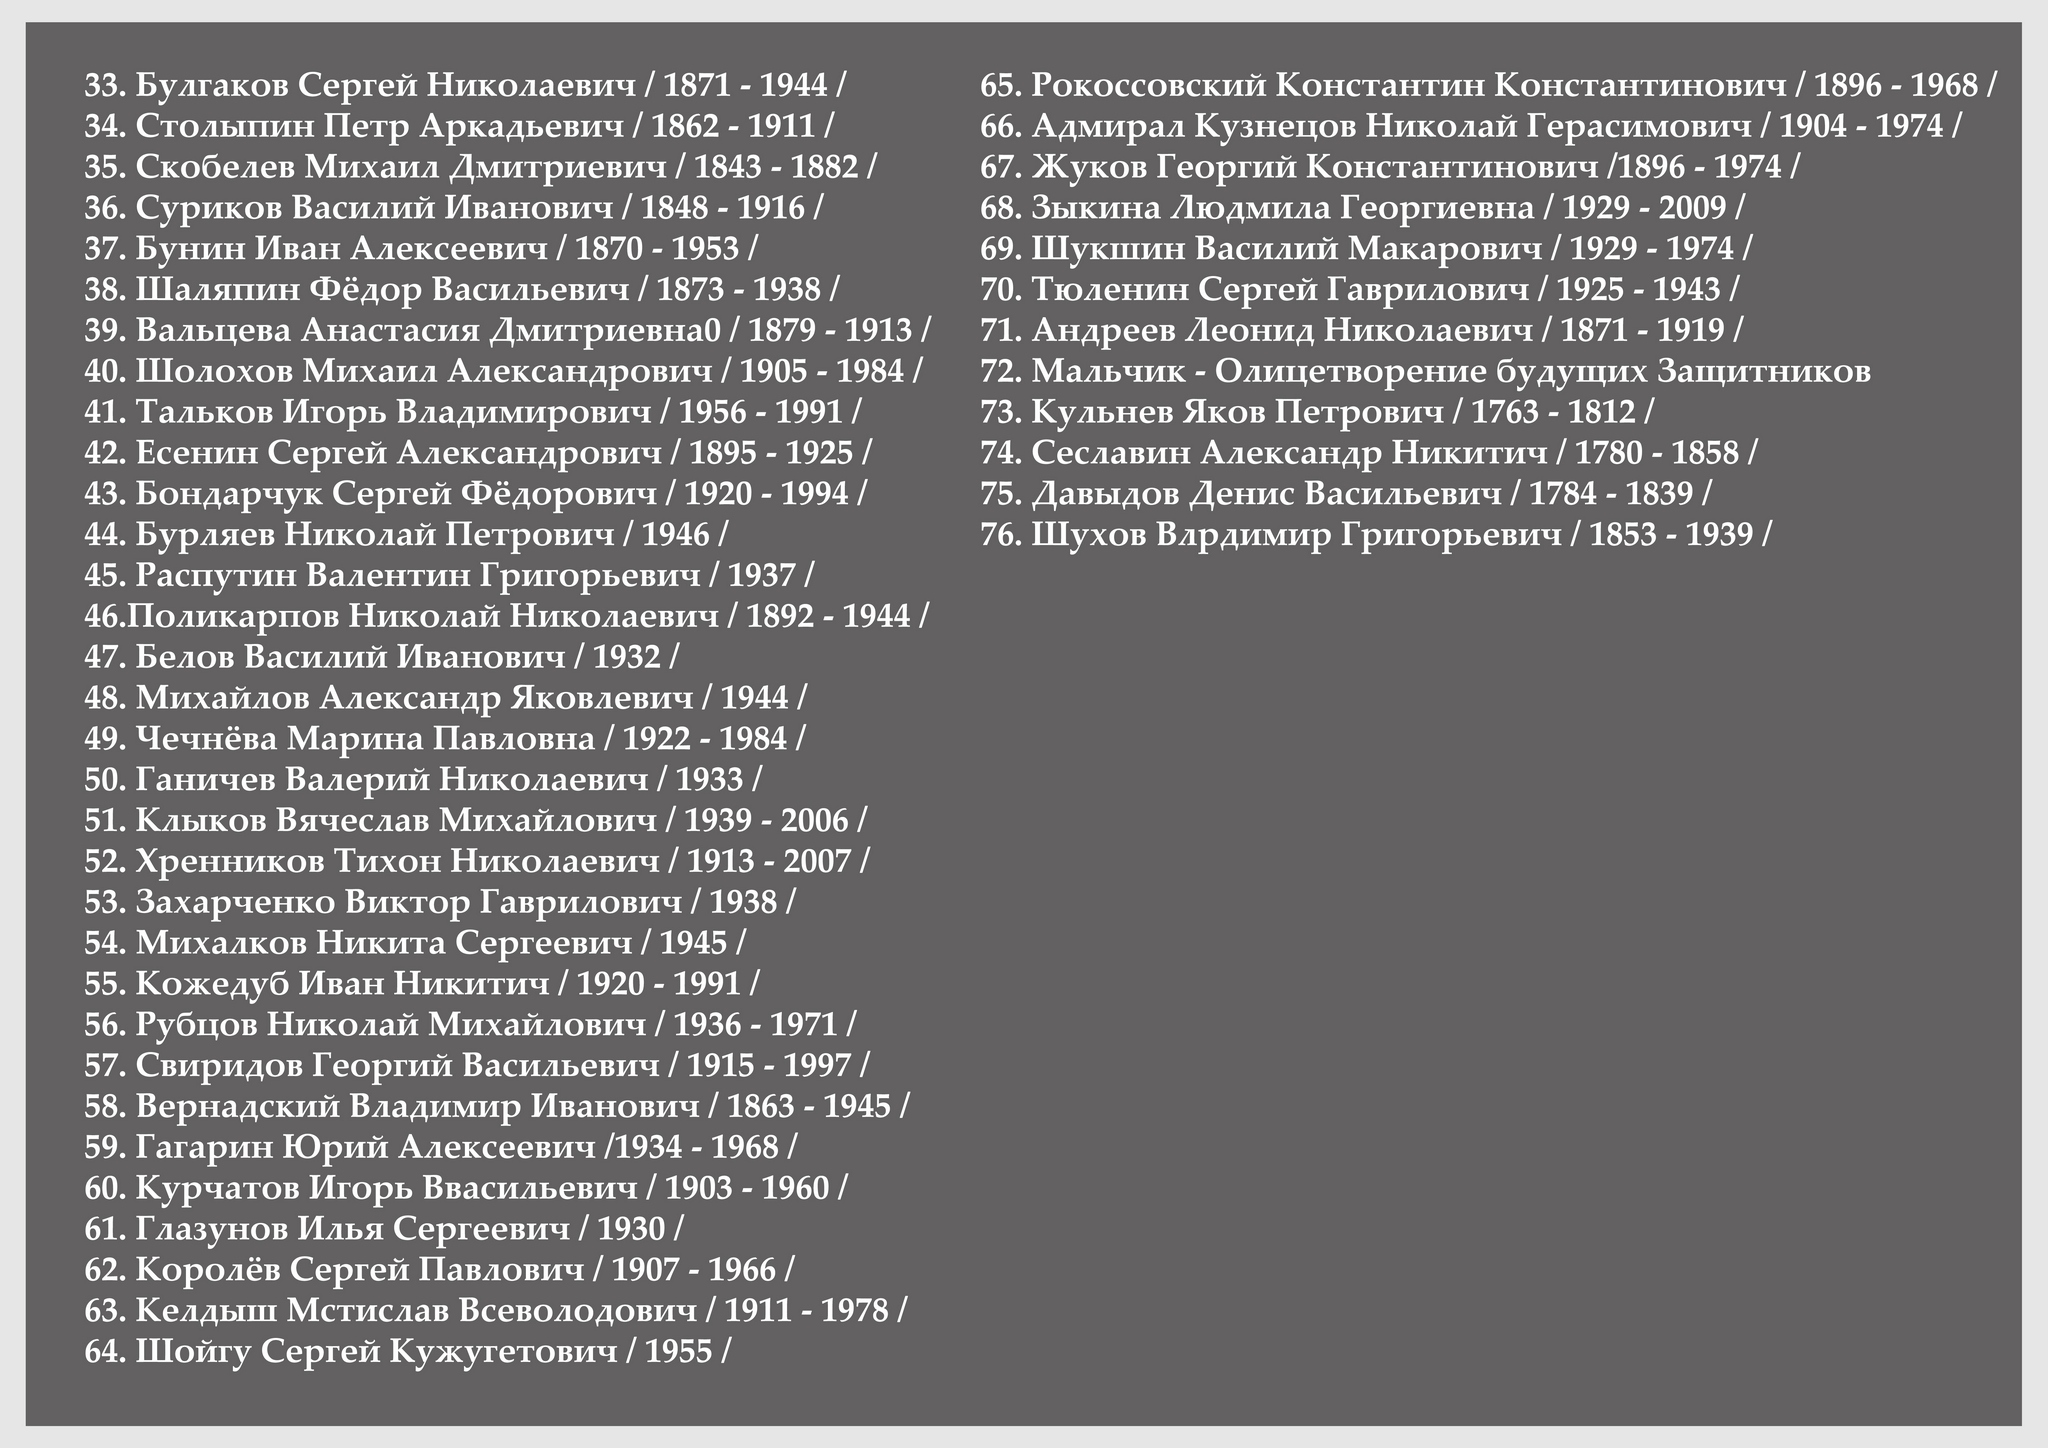 33. Булгаков Сергей Николаевич / 1871 - 1944 /
34. Столыпин Петр Аркадьевич / 1862 - 1911 /
35. Скобелев Михаил Дмитриевич / 1843 - 1882 /
36. Суриков Василий Иванович / 1848 - 1916 /
37. Бунин Иван Алексеевич / 1870 - 1953 /
38. Шаляпин Фёдор Васильевич / 1873 - 1938 /
39. Вальцева Анастасия Дмитриевна0 / 1879 - 1913 /
40. Шолохов Михаил Александрович / 1905 - 1984 /
41. Тальков Игорь Владимирович / 1956 - 1991 /
42. Есенин Сергей Александрович / 1895 - 1925 /
43. Бондарчук Сергей Фёдорович / 1920 - 1994 /
44. Бурляев Николай Петрович / 1946 /
45. Распутин Валентин Григорьевич / 1937 /
46.Поликарпов Николай Николаевич / 1892 - 1944 /
47. Белов Василий Иванович / 1932 /
48. Михайлов Александр Яковлевич / 1944 /
49. Чечнёва Марина Павловна / 1922 - 1984 /
50. Ганичев Валерий Николаевич / 1933 /
51. Клыков Вячеслав Михайлович / 1939 - 2006 /
52. Хренников Тихон Николаевич / 1913 - 2007 /
53. Захарченко Виктор Гаврилович / 1938 /
54. Михалков Никита Сергеевич / 1945 /
55. Кожедуб Иван Никитич / 1920 - 1991 /
56. Рубцов Николай Михайлович / 1936 - 1971 /
57. Свиридов Георгий Васильевич / 1915 - 1997 /
58. Вернадский Владимир Иванович / 1863 - 1945 /
59. Гагарин Юрий Алексеевич /1934 - 1968 /
60. Курчатов Игорь Ввасильевич / 1903 - 1960 /
61. Глазунов Илья Сергеевич / 1930 /
62. Королёв Сергей Павлович / 1907 - 1966 /
63. Келдыш Мстислав Всеволодович / 1911 - 1978 /
64. Шойгу Сергей Кужугетович / 1955 /
65. Рокоссовский Константин Константинович / 1896 - 1968 /
66. Адмирал Кузнецов Николай Герасимович / 1904 - 1974 /
67. Жуков Георгий Константинович /1896 - 1974 /
68. Зыкина Людмила Георгиевна / 1929 - 2009 /
69. Шукшин Василий Макарович / 1929 - 1974 /
70. Тюленин Сергей Гаврилович / 1925 - 1943 /
71. Андреев Леонид Николаевич / 1871 - 1919 /
72. Мальчик - Олицетворение будущих Защитников
73. Кульнев Яков Петрович / 1763 - 1812 /
74. Сеславин Александр Никитич / 1780 - 1858 /
75. Давыдов Денис Васильевич / 1784 - 1839 /
76. Шухов Влрдимир Григорьевич / 1853 - 1939 /